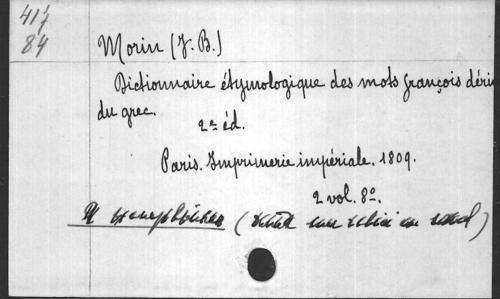 417
84
Morin (J. B.)
Dictionnaire étymologique des mots françois déri
du grec.
2e éd.
Paris. Imprimerie impériale. 1809.
2 vol. 8o.